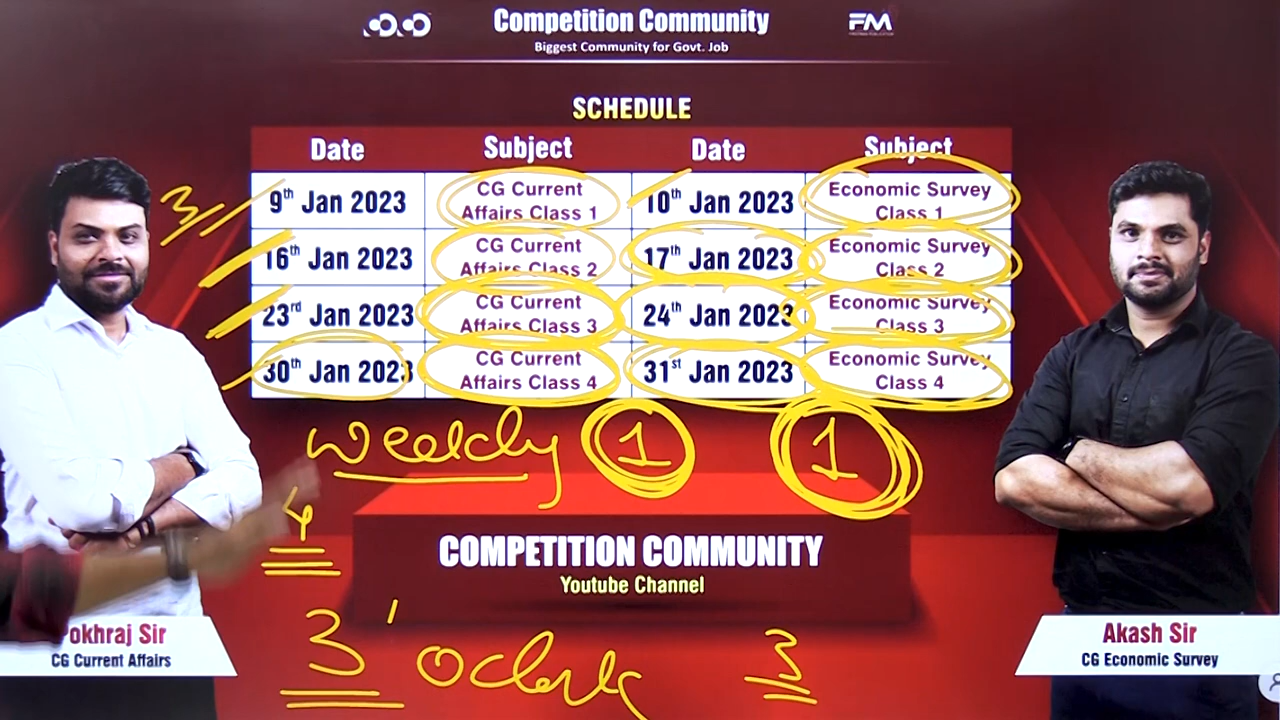 Competition Community
FM
Biggest Community for Govt. Job
SCHEDULE
Date Subject Date Subject
9th Jan 2023 CG Current Affairs Class 1 10th Jan 2023 Economic Survey Class 1
16th Jan 2023 CG Current Affairs Class 2 17th Jan 2023 Economic Survey Class 2
23rd Jan 2023 CG Current Affairs Class 3 24th Jan 2023 Economic Survey Class 3
30th Jan 2023 CG Current Affairs Class 4 31st Jan 2023 Economic Survey Class 4
3
weekly 1 1
4
COMPETITION COMMUNITY
Youtube Channel
3'oclock 3
Pokhraj Sir
CG Current Affairs
Akash Sir
CG Economic Survey